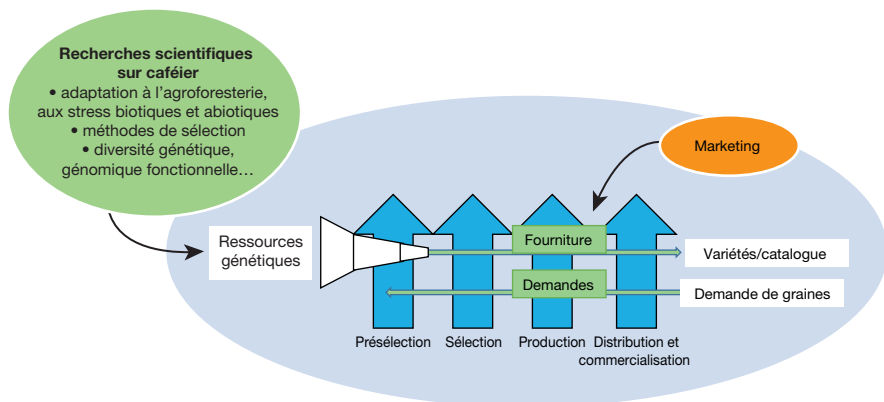 Recherches scientifiques
sur caféier
• adaptation à l'agroforesterie,
aux stress biotiques et abiotiques
• méthodes de sélection
• diversité génétique,
génomique fonctionnelle…
Marketing
Ressources
génétiques
Fourniture
Variétés/catalogue
Demandes
Demande de graines
Présélection
Sélection
Production
Distribution et
commercialisation